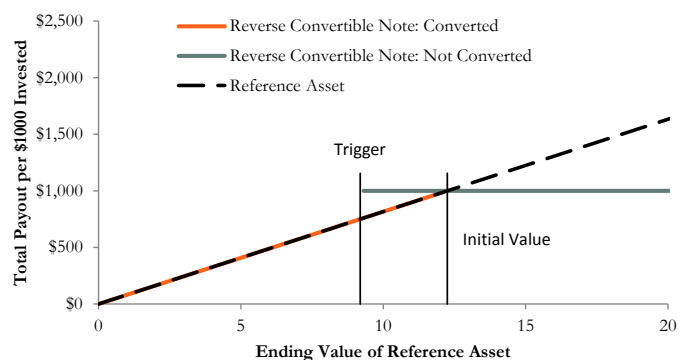 $2,500
Reverse Convertible Note: Converted
Reverse Convertible Note: Not Converted
Reference Asset
$2,000
$1,500
$1,000
$500
$0
Total Payout per $1000 Invested
Trigger
Initial Value
0 5 10 15 20
Ending Value of Reference Asset